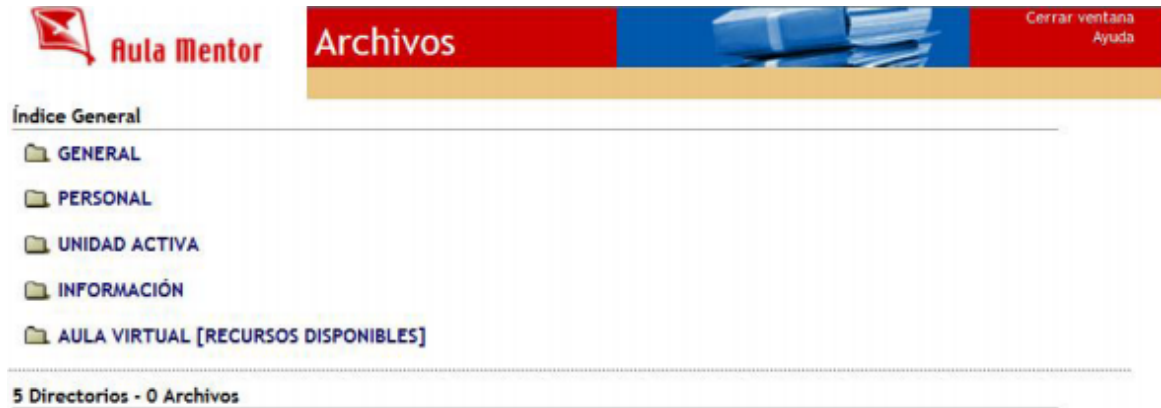 Aula Mentor
Archivos
Cerrar ventana
Ayuda
Índice General
GENERAL
PERSONAL
UNIDAD ACTIVA
INFORMACIÓN
AULA VIRTUAL [RECURSOS DISPONIBLES]
5 Directorios - 0 Archivos